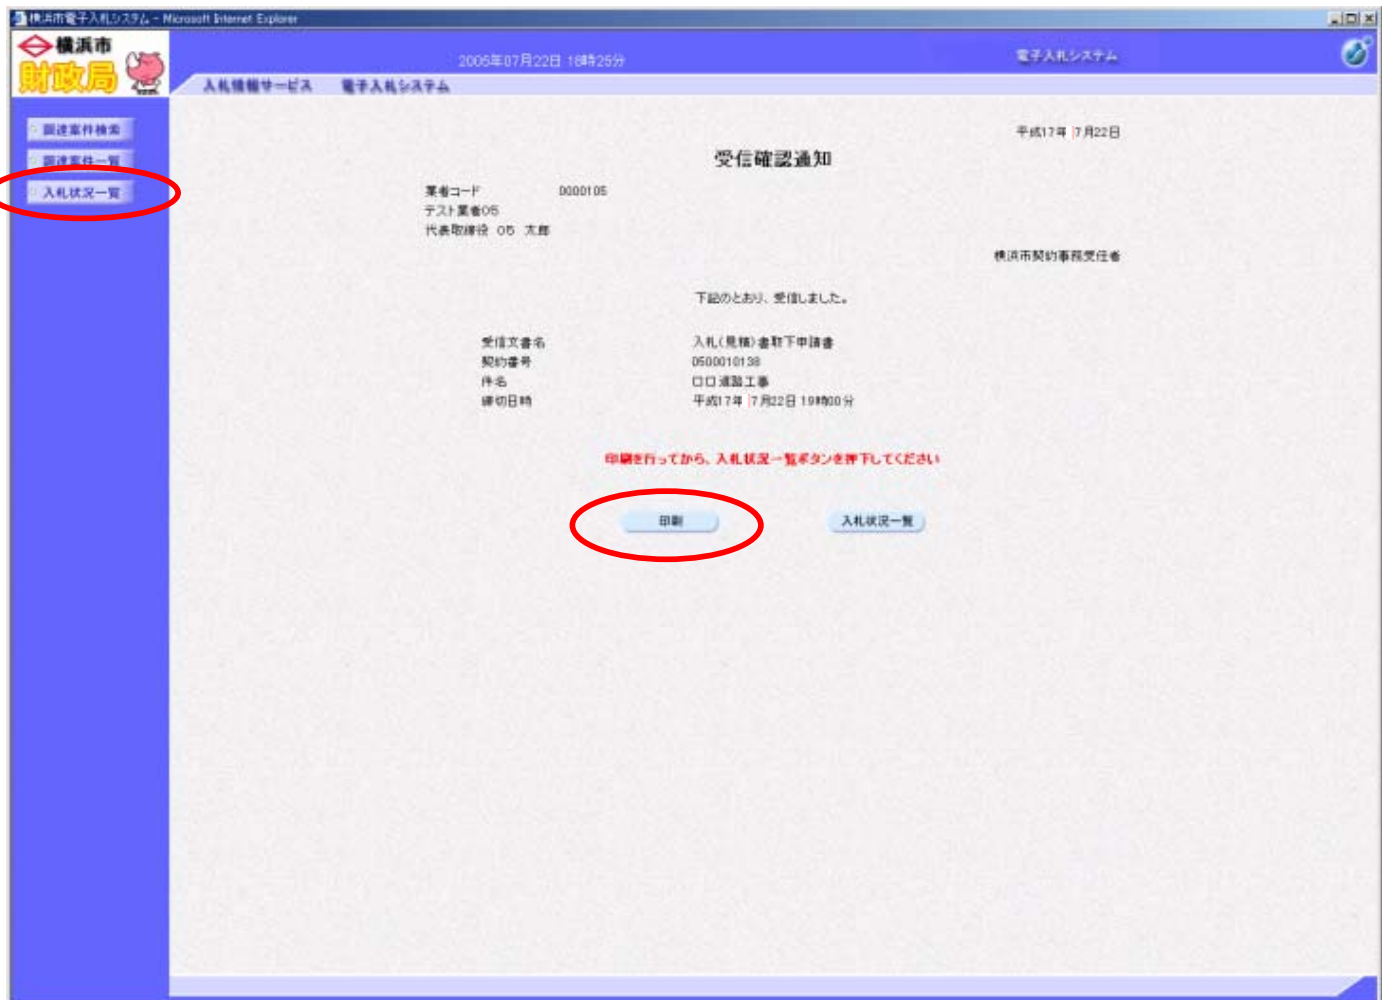 横浜市電子入札システム - Microsoft Internet Explorer
横浜市
財政局
2005年07月22日 18時25分
電子入札システム
入札情報サービス 電子入札システム
調達案件検索
調達案件一覧
入札状況一覧
平成17年 7月22日
受信確認通知
業者コード 0000105
テスト業者05
代表取締役 05 太郎
横浜市契約事務受任者
下記のとおり、受信しました。
受信文書名 入札(見積)書取下申請書
契約番号 0500010138
件名 口口道路工事
締切日時 平成17年 7月22日 19時00分
印刷を行ってから、入札状況一覧ボタンを押下してください
印刷 入札状況一覧